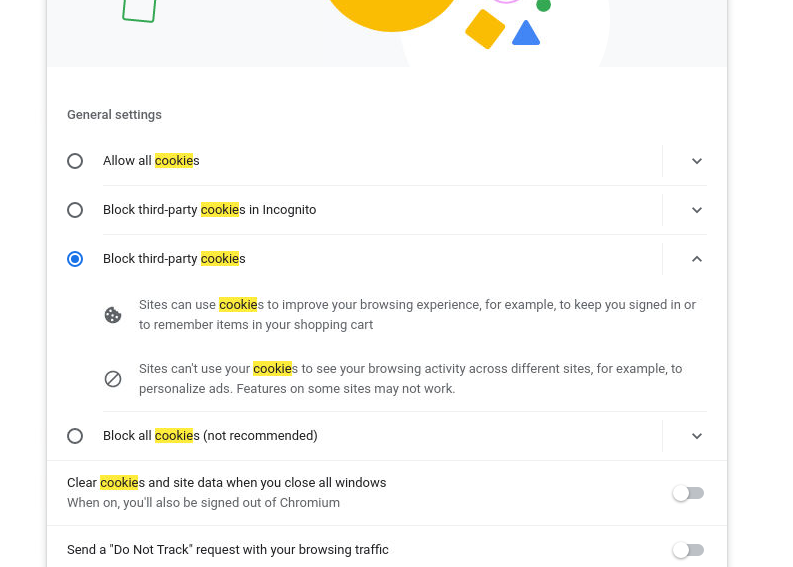 General settings
Allow all cookies
Block third-party cookies in Incognito
Block third-party cookies
Sites can use cookies to improve your browsing experience, for example, to keep you signed in or
to remember items in your shopping cart
Sites can't use your cookies to see your browsing activity across different sites, for example, to
personalize ads. Features on some sites may not work.
Block all cookies (not recommended)
Clear cookies and site data when you close all windows
When on, you'll also be signed out of Chromium
Send a "Do Not Track" request with your browsing traffic